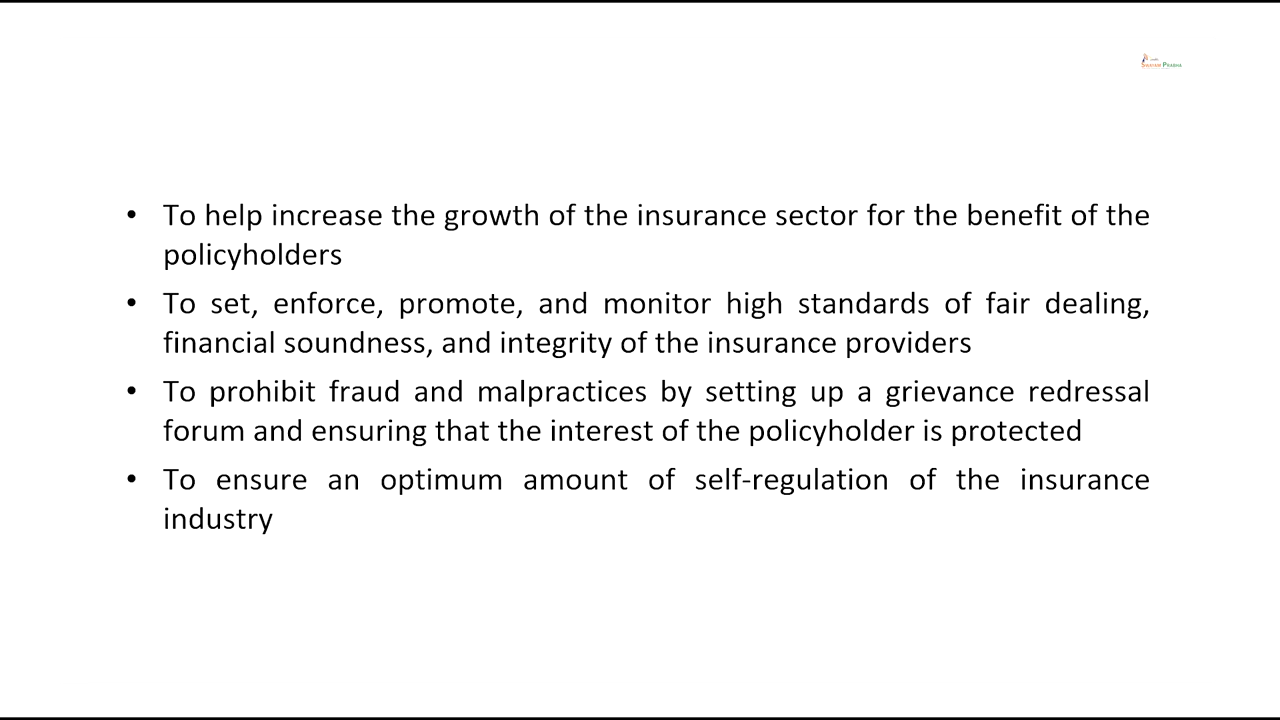 Swayam Prabha
• To help increase the growth of the insurance sector for the benefit of the
policyholders
• To set, enforce, promote, and monitor high standards of fair dealing,
financial soundness, and integrity of the insurance providers
• To prohibit fraud and malpractices by setting up a grievance redressal
forum and ensuring that the interest of the policyholder is protected
• To ensure an optimum amount of self-regulation of the insurance
industry